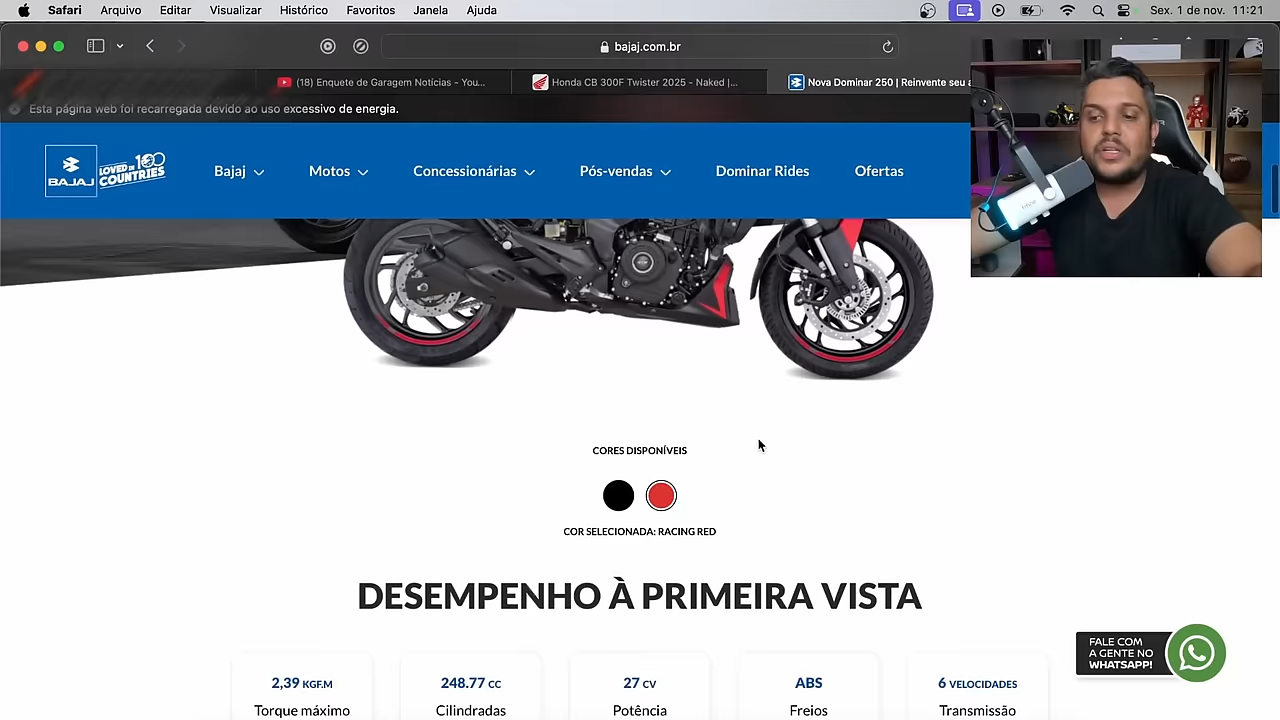 Safari Arquivo Editar Visualizar Histórico Favoritos Janela Ajuda Sex. 1 de nov. 11:21
bajaj.com.br
(18) Enquete de Garagem Notícias - You...
Honda CB 300F Twister 2025 - Naked |...
Nova Dominar 250 | Reinvente seu a
Esta página web foi recarregada devido ao uso excessivo de energia.
BAJAJ
LOVED IN 100 COUNTRIES
Bajaj Motos Concessionárias Pós-vendas Dominar Rides Ofertas
CORES DISPONÍVEIS
COR SELECIONADA: RACING RED
DESEMPENHO À PRIMEIRA VISTA
2,39 KGF.M 248.77 CC 27 CV ABS 6 VELOCIDADES
Torque máximo Cilindradas Potência Freios Transmissão
FALE COM
A GENTE NO
WHATSAPP!